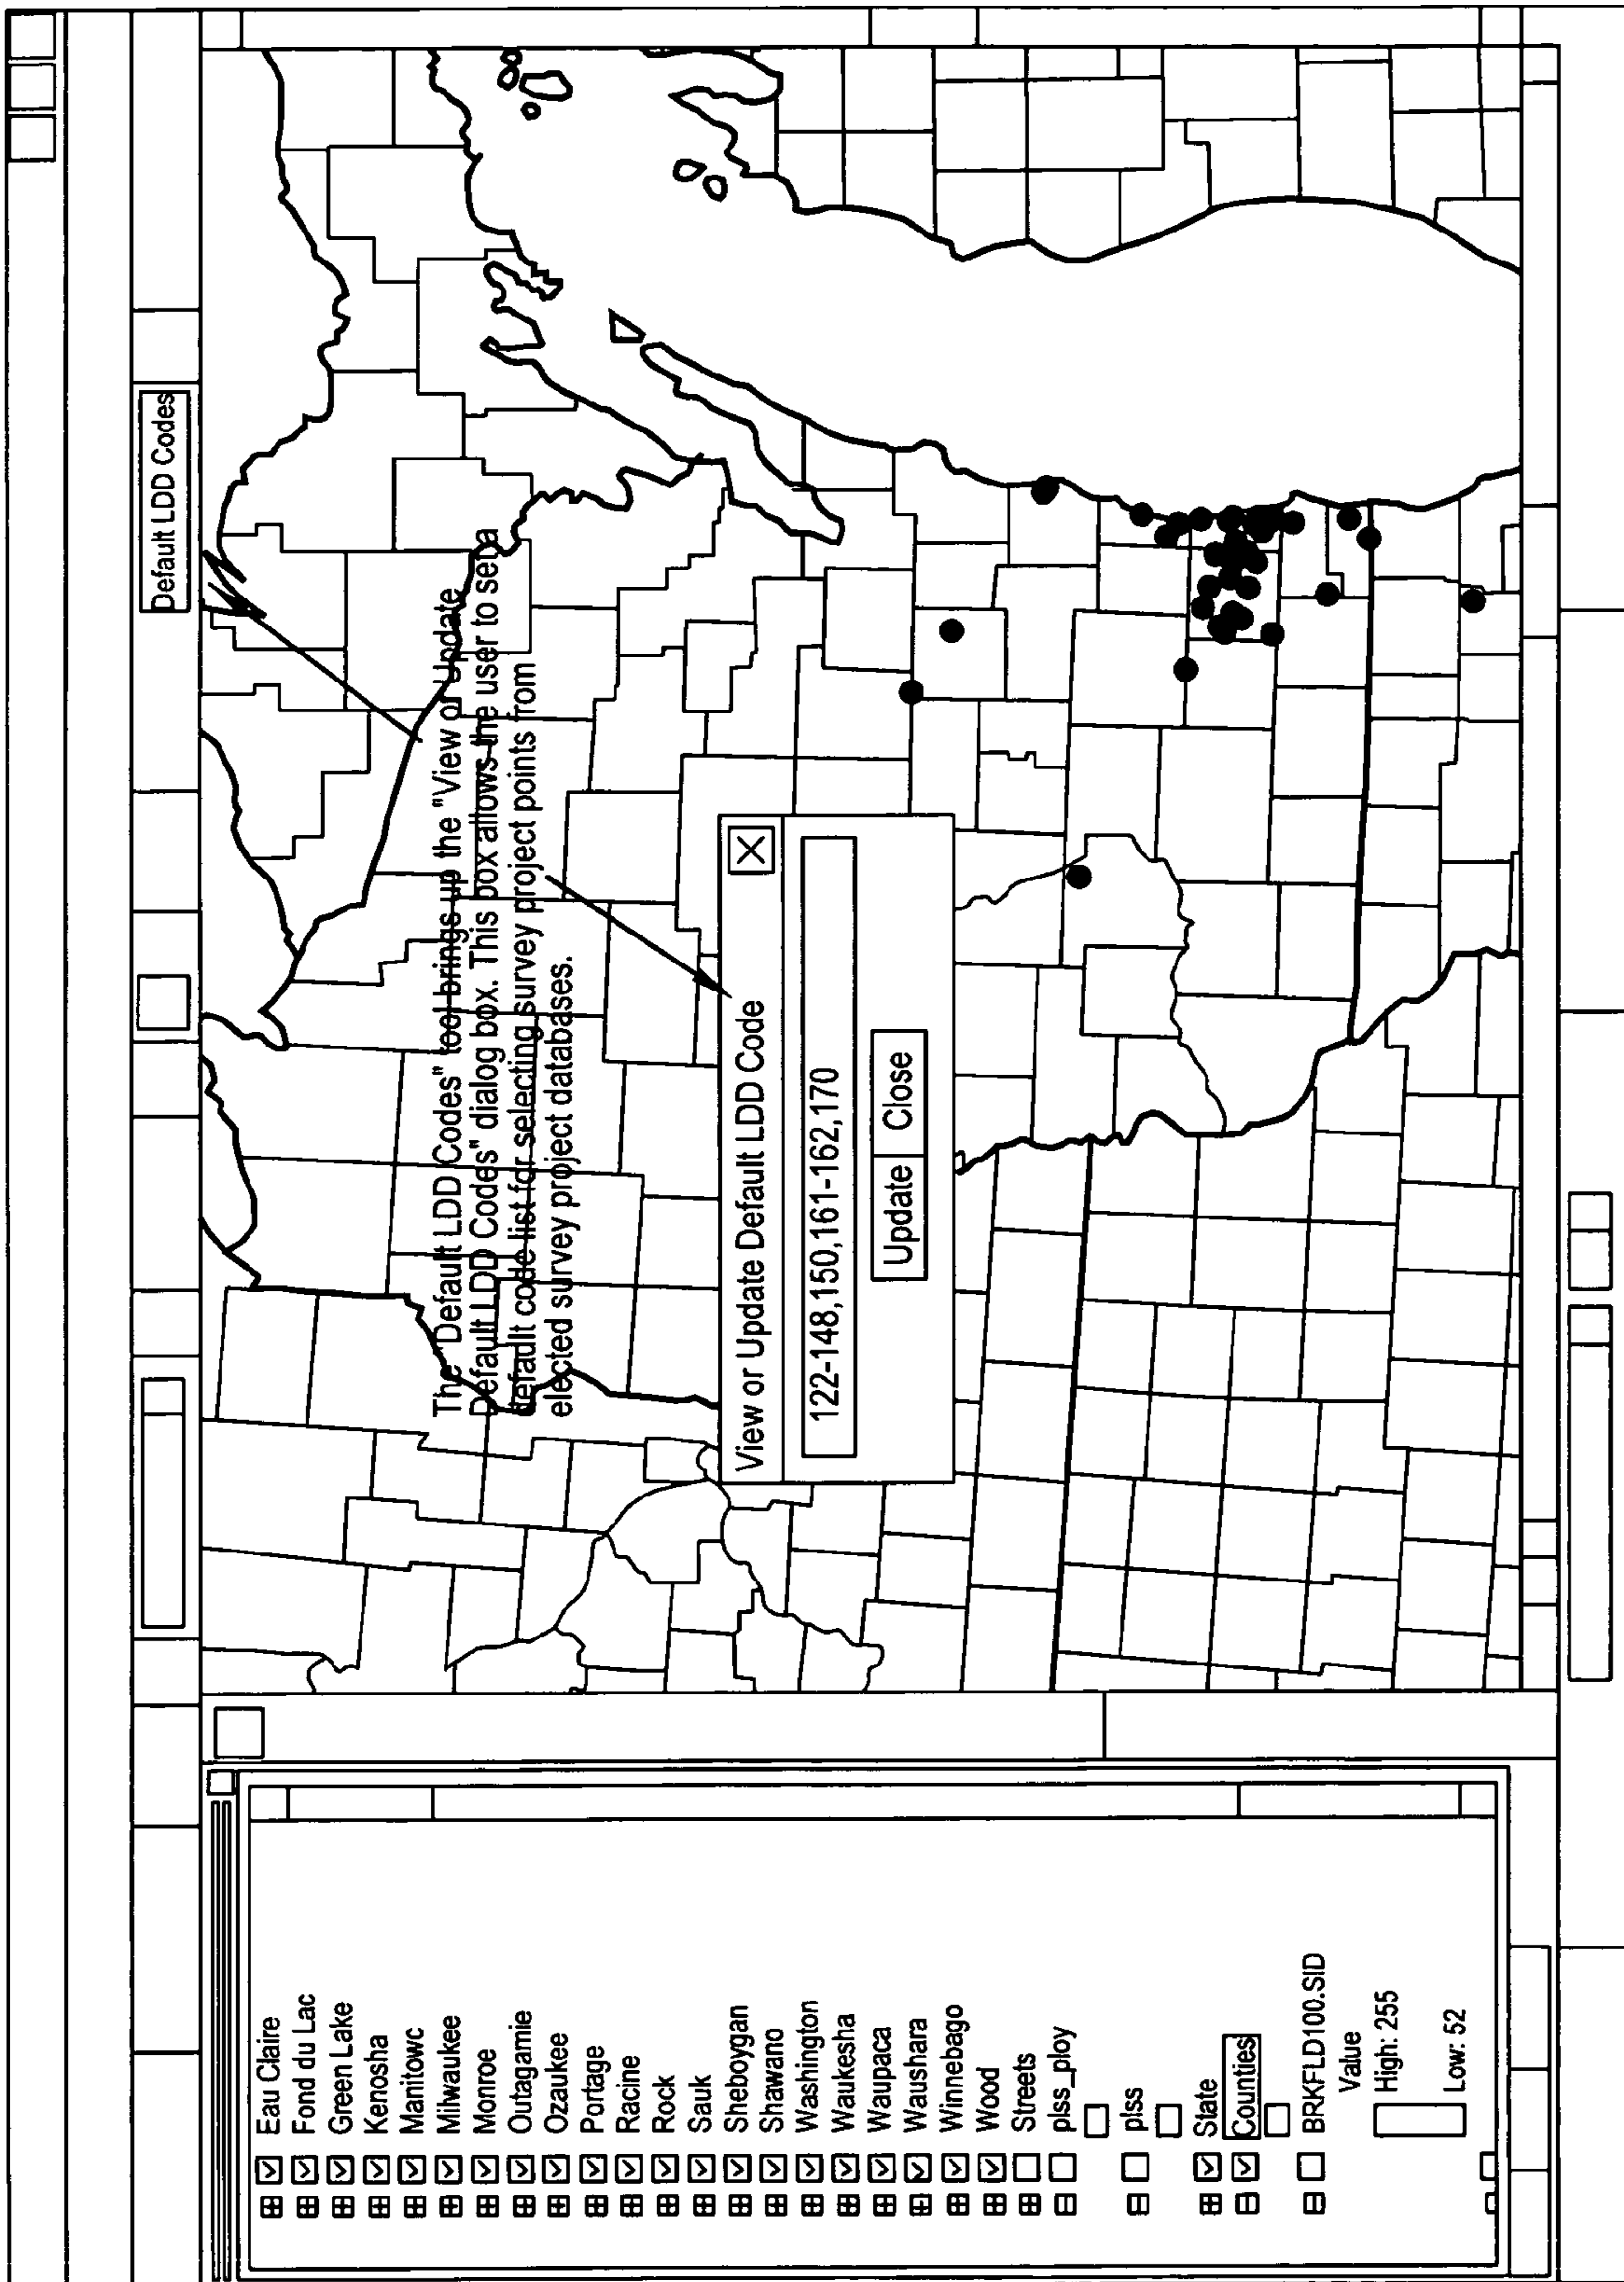 Default LDD Codes
The "Default LDD Codes" tool brings up the "View or Update
Default LDD Codes" dialog box. This box allows the user to set a
default code list for selecting survey project points from
elected survey project databases.
View or Update Default LDD Code
122-148,150,161-162,170
Update Close
Eau Claire
Fond du Lac
Green Lake
Kenosha
Manitowc
Milwaukee
Monroe
Outagamie
Ozaukee
Portage
Racine
Rock
Sauk
Sheboygan
Shawano
Washington
Waukesha
Waupaca
Waushara
Winnebago
Wood
Streets
plss_ploy
plss
State
Counties
BRKFLD100.SID
Value
High: 255
Low: 52